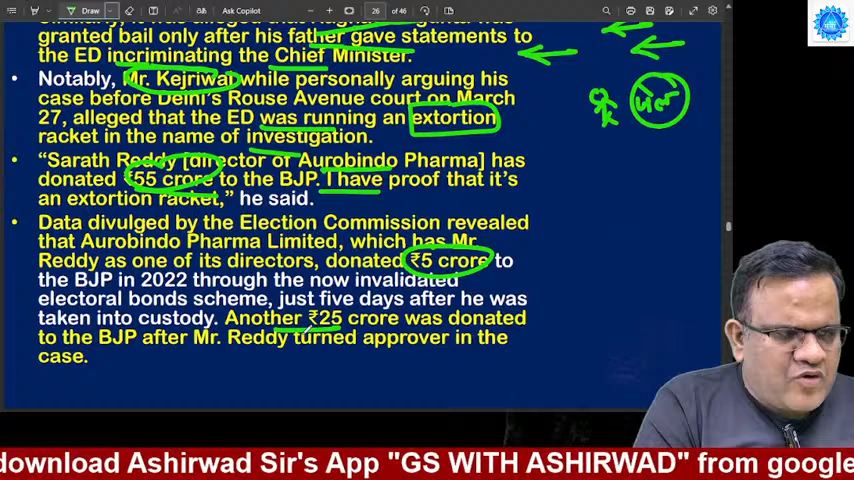 Draw
Ask Copilot
26
of 46
granted bail only after his father gave statements to
the ED incriminating the Chief Minister.
• Notably, Mr. Kejriwal while personally arguing his
case before Delhi's Rouse Avenue court on March
27, alleged that the ED was running an extortion
racket in the name of investigation.
• “Sarath Reddy [director of Aurobindo Pharma] has
donated ₹55 crore to the BJP. I have proof that it's
an extortion racket,” he said.
• Data divulged by the Election Commission revealed
that Aurobindo Pharma Limited, which has Mr.
Reddy as one of its directors, donated ₹5 crore to
the BJP in 2022 through the now invalidated
electoral bonds scheme, just five days after he was
taken into custody. Another ₹25 crore was donated
to the BJP after Mr. Reddy turned approver in the
case.
download Ashirwad Sir's App "GS WITH ASHIRWAD" from google